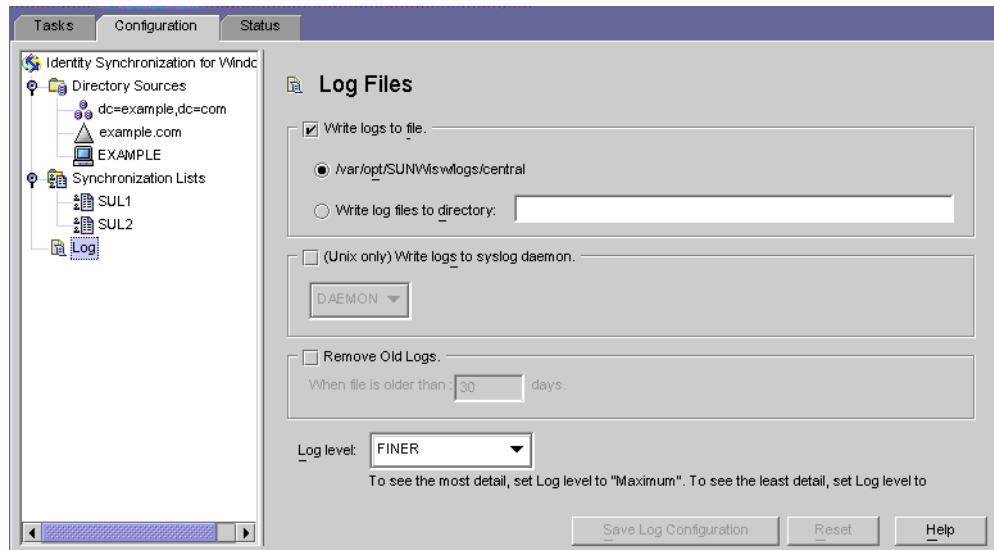 Tasks Configuration Status
Identity Synchronization for Windo
Directory Sources
dc=example,dc=com
example.com
EXAMPLE
Synchronization Lists
SUL1
SUL2
Log
Log Files
Write logs to file.
/var/opt/SUNWisw/logs/central
Write log files to directory:
(Unix only) Write logs to syslog daemon.
DAEMON
Remove Old Logs.
When file is older than : 30 days.
Log level: FINER
To see the most detail, set Log level to "Maximum". To see the least detail, set Log level to
Save Log Configuration Reset Help